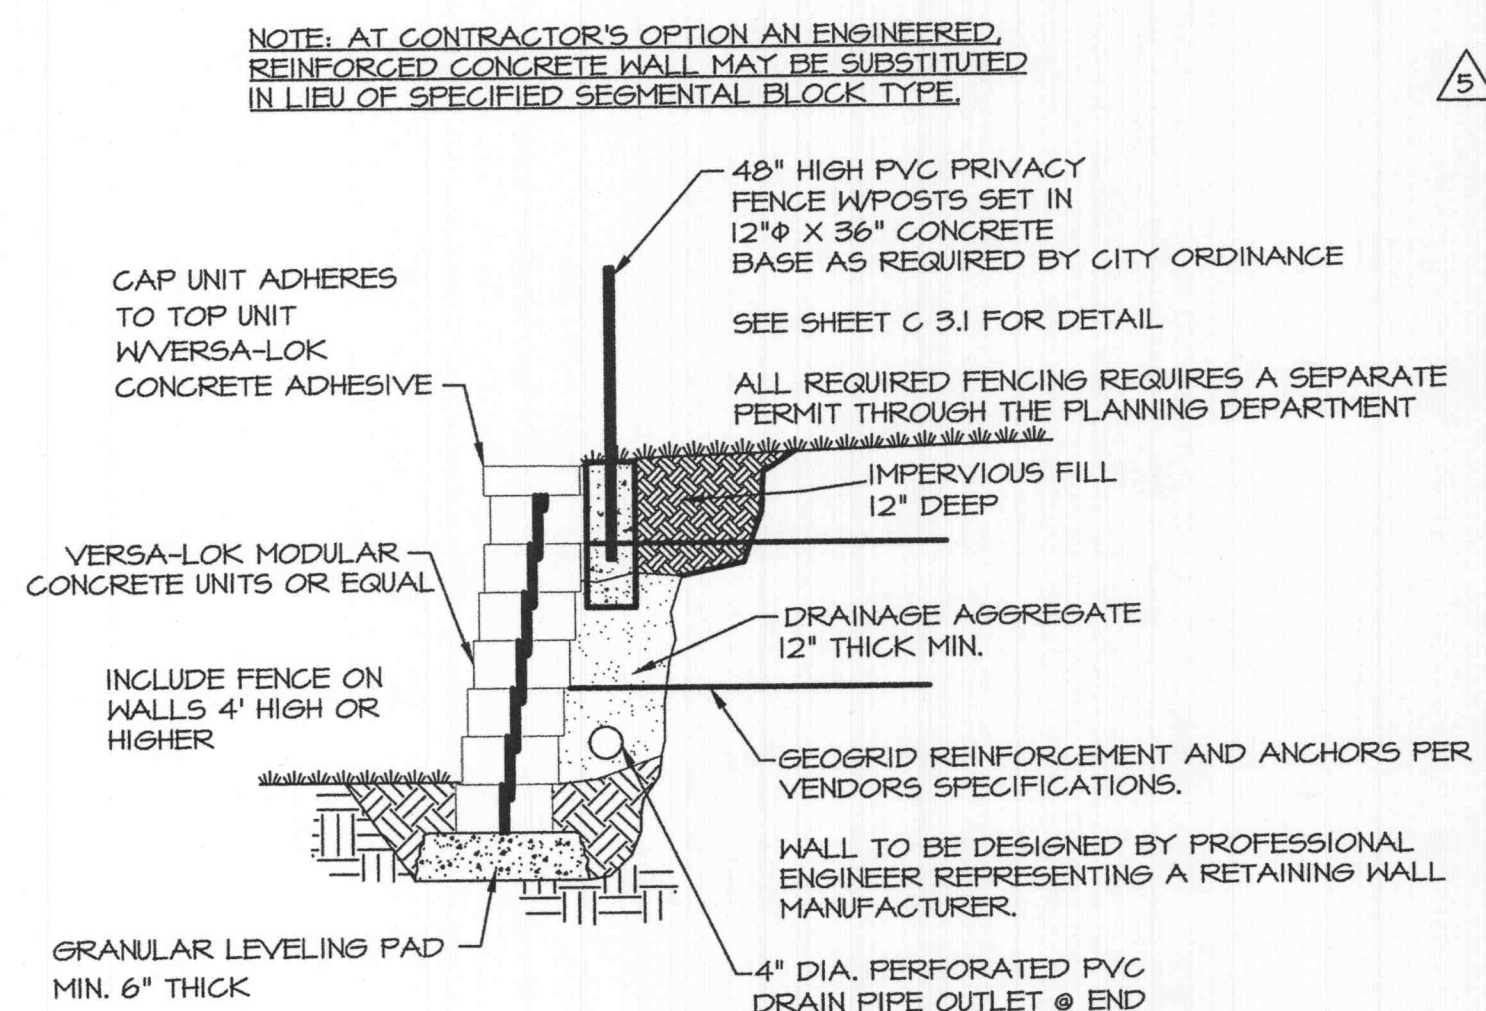 NOTE: AT CONTRACTOR'S OPTION AN ENGINEERED,
REINFORCED CONCRETE WALL MAY BE SUBSTITUTED
IN LIEU OF SPECIFIED SEGMENTAL BLOCK TYPE.
5
48" HIGH PVC PRIVACY
FENCE W/POSTS SET IN
12"Φ X 36" CONCRETE
BASE AS REQUIRED BY CITY ORDINANCE
SEE SHEET C 3.1 FOR DETAIL
ALL REQUIRED FENCING REQUIRES A SEPARATE
PERMIT THROUGH THE PLANNING DEPARTMENT
CAP UNIT ADHERES
TO TOP UNIT
W/VERSA-LOK
CONCRETE ADHESIVE
IMPERVIOUS FILL
12" DEEP
VERSA-LOK MODULAR
CONCRETE UNITS OR EQUAL
DRAINAGE AGGREGATE
12" THICK MIN.
INCLUDE FENCE ON
WALLS 4' HIGH OR
HIGHER
GEOGRID REINFORCEMENT AND ANCHORS PER
VENDORS SPECIFICATIONS.
WALL TO BE DESIGNED BY PROFESSIONAL
ENGINEER REPRESENTING A RETAINING WALL
MANUFACTURER.
GRANULAR LEVELING PAD
MIN. 6" THICK
4" DIA. PERFORATED PVC
DRAIN PIPE OUTLET @ END